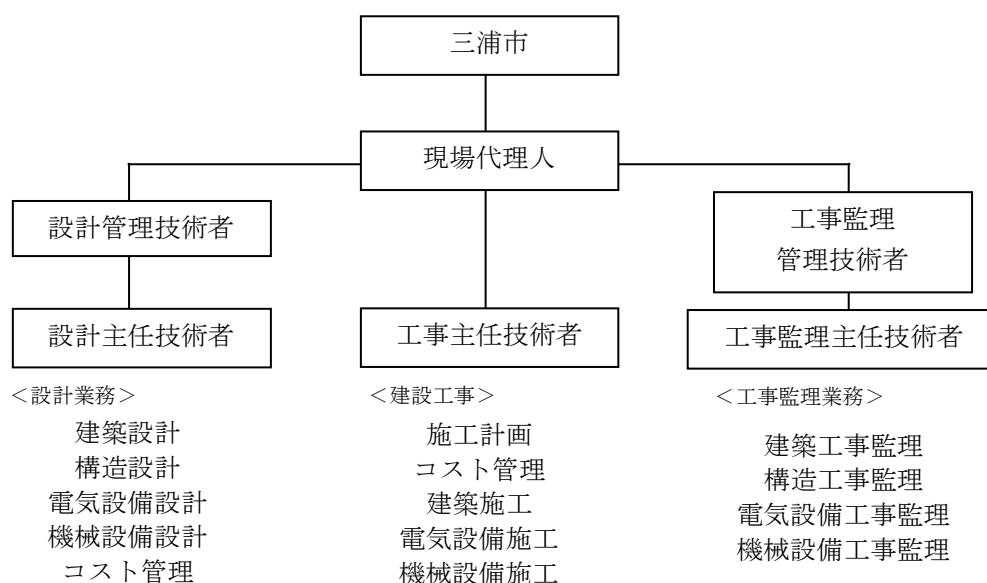 三浦市
現場代理人
設計管理技術者
工事監理
管理技術者
設計主任技術者
工事主任技術者
工事監理主任技術者
＜設計業務＞
建築設計
構造設計
電気設備設計
機械設備設計
コスト管理
＜建設工事＞
施工計画
コスト管理
建築施工
電気設備施工
機械設備施工
＜工事監理業務＞
建築工事監理
構造工事監理
電気設備工事監理
機械設備工事監理